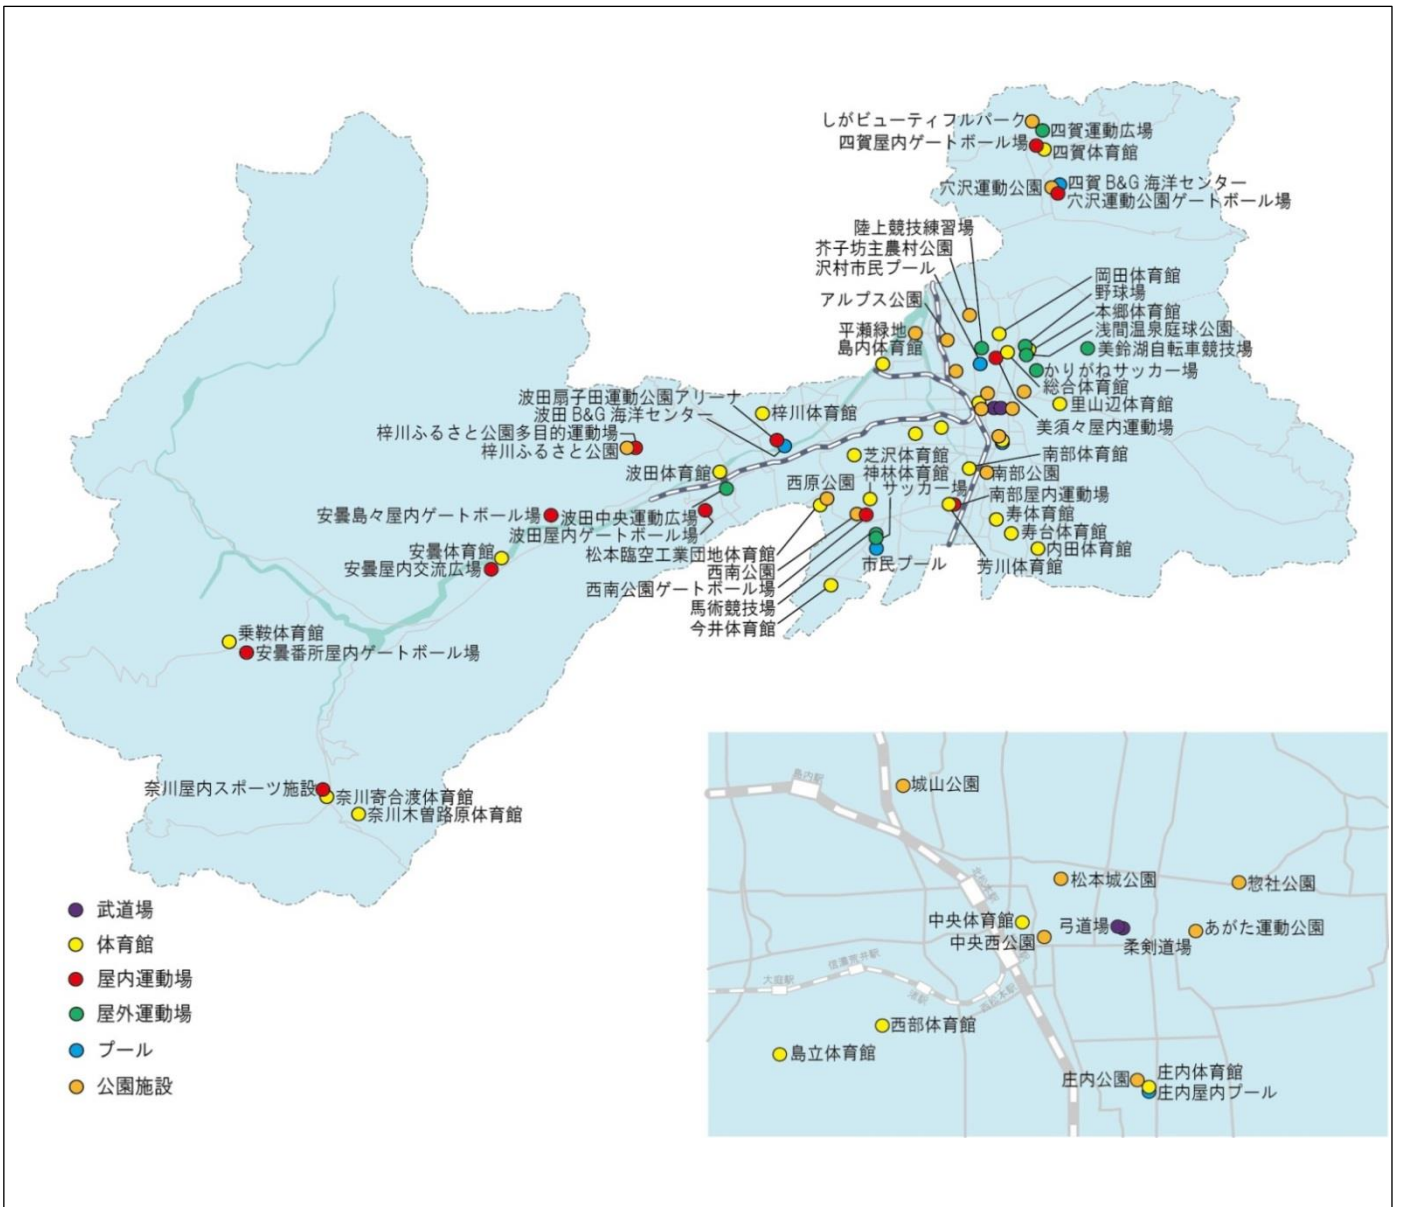 しがビューティフルパーク
四賀運動広場
四賀屋内ゲートボール場
四賀体育館
穴沢運動公園
四賀 B&G 海洋センター
穴沢運動公園ゲートボール場
陸上競技練習場
芥子坊主農村公園
沢村市民プール
アルプス公園
平瀬緑地
島内体育館
岡田体育館
野球場
本郷体育館
浅間温泉庭球公園
美鈴湖自転車競技場
かりがねサッカー場
総合体育館
里山辺体育館
美須々屋内運動場
波田扇子田運動公園アリーナ
波田 B&G 海洋センター
梓川体育館
梓川ふるさと公園多目的運動場
梓川ふるさと公園
波田体育館
芝沢体育館
神林体育館
サッカー場
西原公園
南部体育館
南部公園
南部屋内運動場
寿体育館
寿台体育館
内田体育館
芳川体育館
安曇島々屋内ゲートボール場
波田中央運動広場
波田屋内ゲートボール場
松本臨空工業団地体育館
西南公園
西南公園ゲートボール場
馬術競技場
今井体育館
市民プール
安曇体育館
安曇屋内交流広場
乗鞍体育館
安曇番所屋内ゲートボール場
奈川屋内スポーツ施設
奈川寄合渡体育館
奈川木曽路原体育館
武道場
体育館
屋内運動場
屋外運動場
プール
公園施設
島内駅
城山公園
北松本駅
松本城公園
惣社公園
中央体育館
中央西公園
弓道場
柔剣道場
あがた運動公園
信濃荒井駅
大庭駅
渚駅
西松本駅
西部体育館
島立体育館
庄内公園
庄内体育館
庄内屋内プール